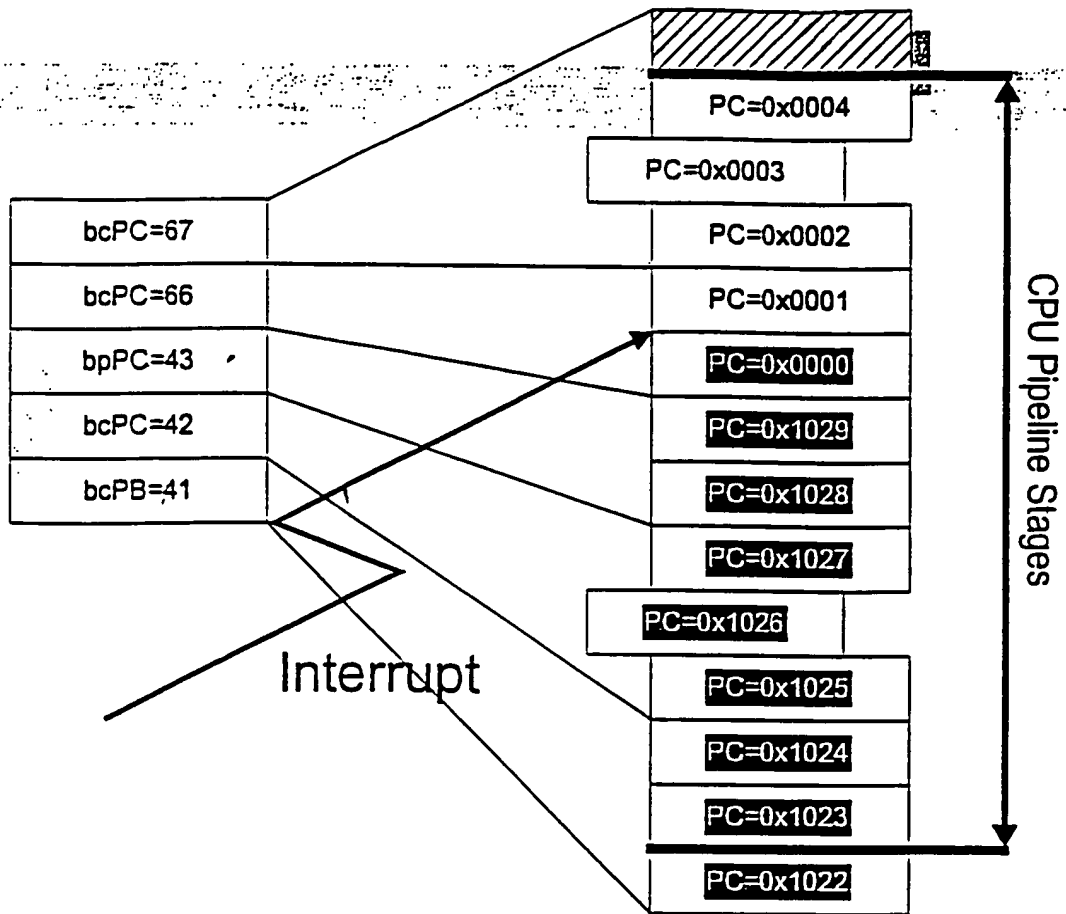 bcPC=67
bcPC=66
bpPC=43
bcPC=42
bcPB=41
Interrupt
PC=0x0004
PC=0x0003
PC=0x0002
PC=0x0001
PC=0x0000
PC=0x1029
PC=0x1028
PC=0x1027
PC=0x1026
PC=0x1025
PC=0x1024
PC=0x1023
PC=0x1022
CPU Pipeline Stages